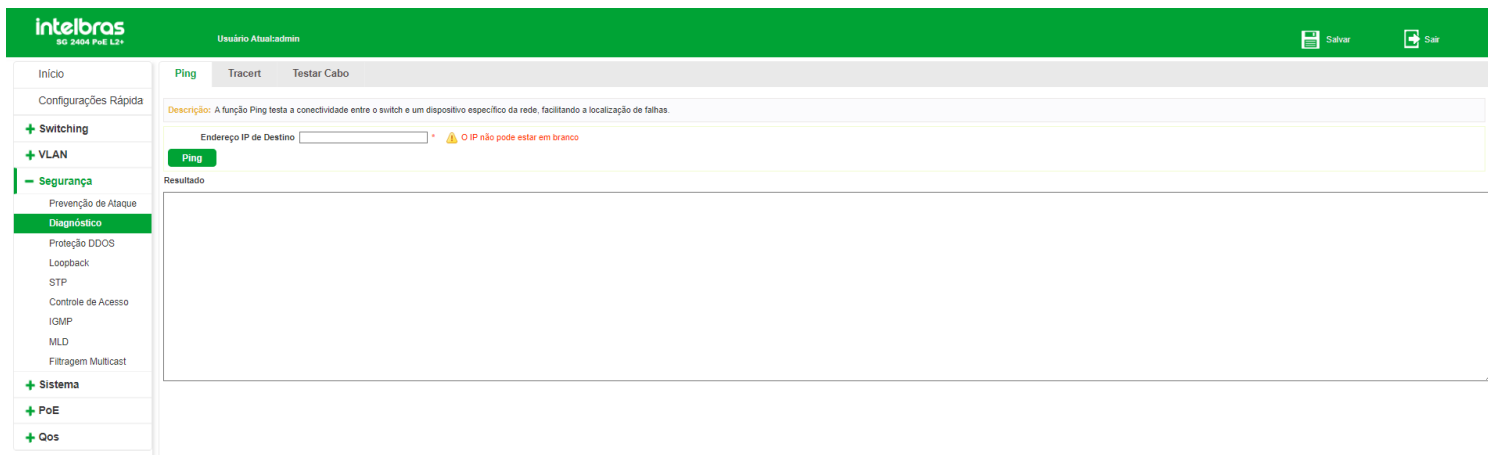 intelbras
SG 2404 PoE L2+
Usuário Atual:admin
Salvar
Sair
Início
Configurações Rápida
Switching
VLAN
Segurança
Prevenção de Ataque
Diagnóstico
Proteção DDOS
Loopback
STP
Controle de Acesso
IGMP
MLD
Filtragem Multicast
Sistema
PoE
Qos
Ping Tracert Testar Cabo
Descrição: A função Ping testa a conectividade entre o switch e um dispositivo específico da rede, facilitando a localização de falhas.
Endereço IP de Destino * O IP não pode estar em branco
Ping
Resultado